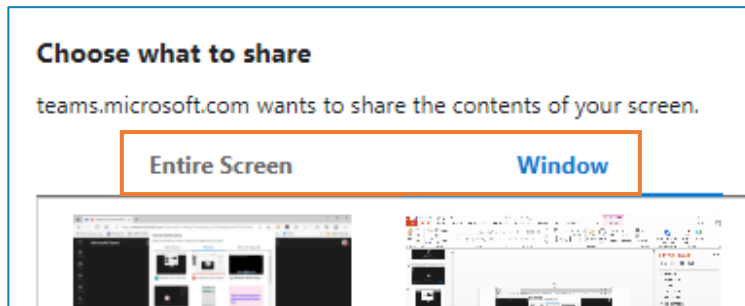 Choose what to share
teams.microsoft.com wants to share the contents of your screen.
Entire Screen Window